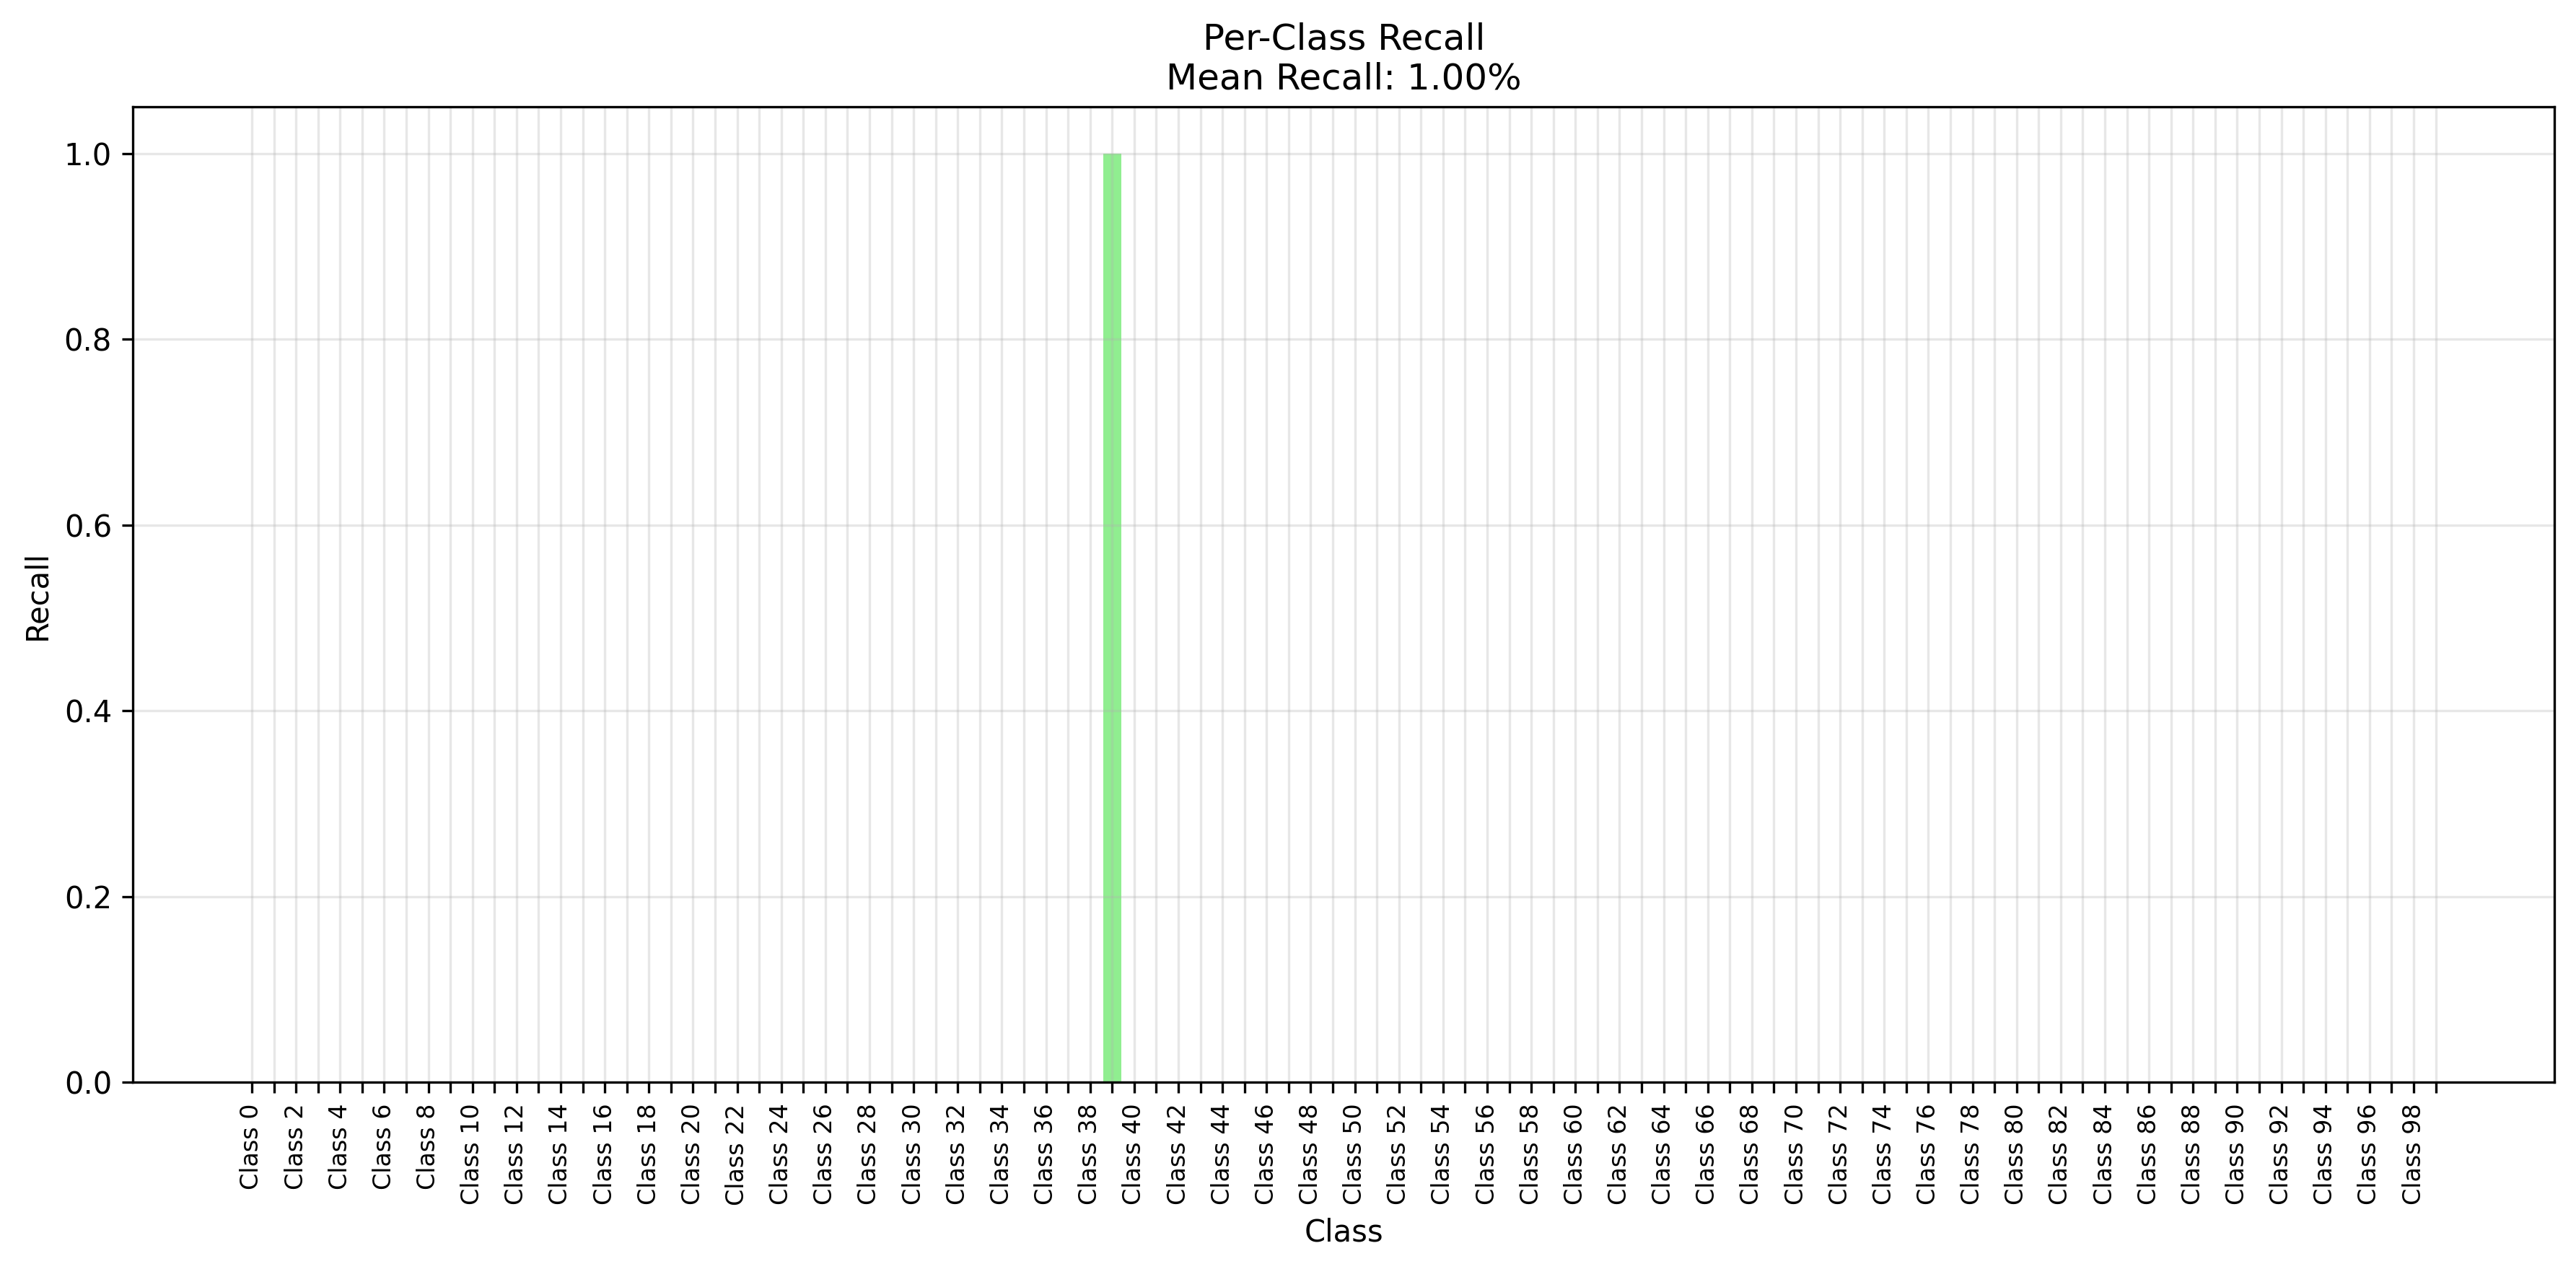 Per-Class Recall
Mean Recall: 1.00%
Recall
1.0
0.8
0.6
0.4
0.2
0.0
Class 0
Class 2
Class 4
Class 6
Class 8
Class 10
Class 12
Class 14
Class 16
Class 18
Class 20
Class 22
Class 24
Class 26
Class 28
Class 30
Class 32
Class 34
Class 36
Class 38
Class 40
Class 42
Class 44
Class 46
Class 48
Class 50
Class 52
Class 54
Class 56
Class 58
Class 60
Class 62
Class 64
Class 66
Class 68
Class 70
Class 72
Class 74
Class 76
Class 78
Class 80
Class 82
Class 84
Class 86
Class 88
Class 90
Class 92
Class 94
Class 96
Class 98
Class